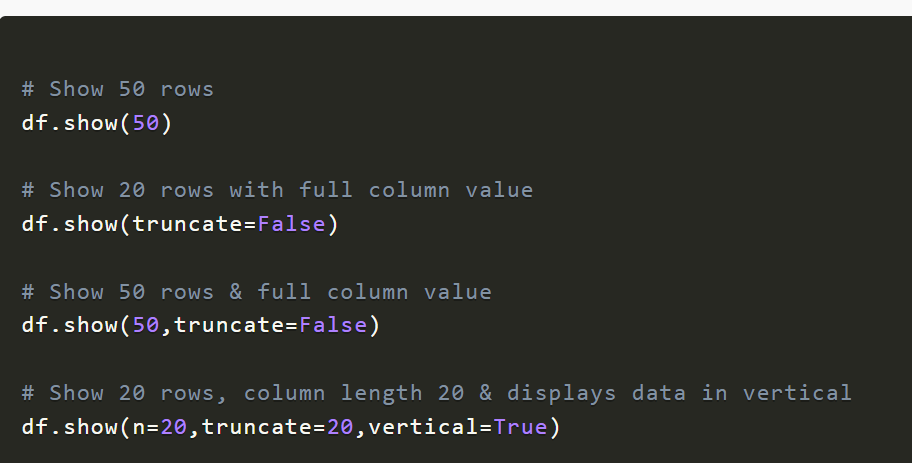 # Show 50 rows
df.show(50)
# Show 20 rows with full column value
df.show(truncate=False)
# Show 50 rows & full column value
df.show(50,truncate=False)
# Show 20 rows, column length 20 & displays data in vertical
df.show(n=20,truncate=20,vertical=True)